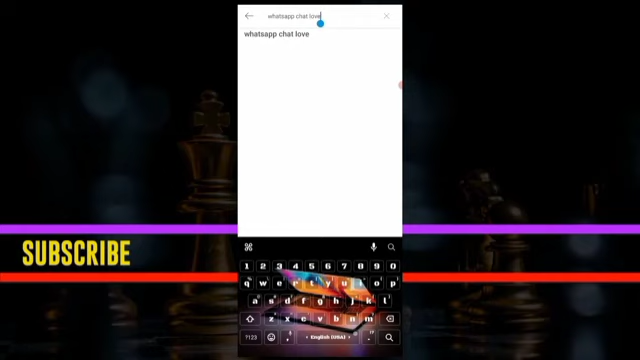 whatsapp chat love
whatsapp chat love
SUBSCRIBE
1 2 3 4 5 6 7 8 9 0
q w e r t y u i o p
a s d f g h j k l
z x c v b n m
?123
English (USA)